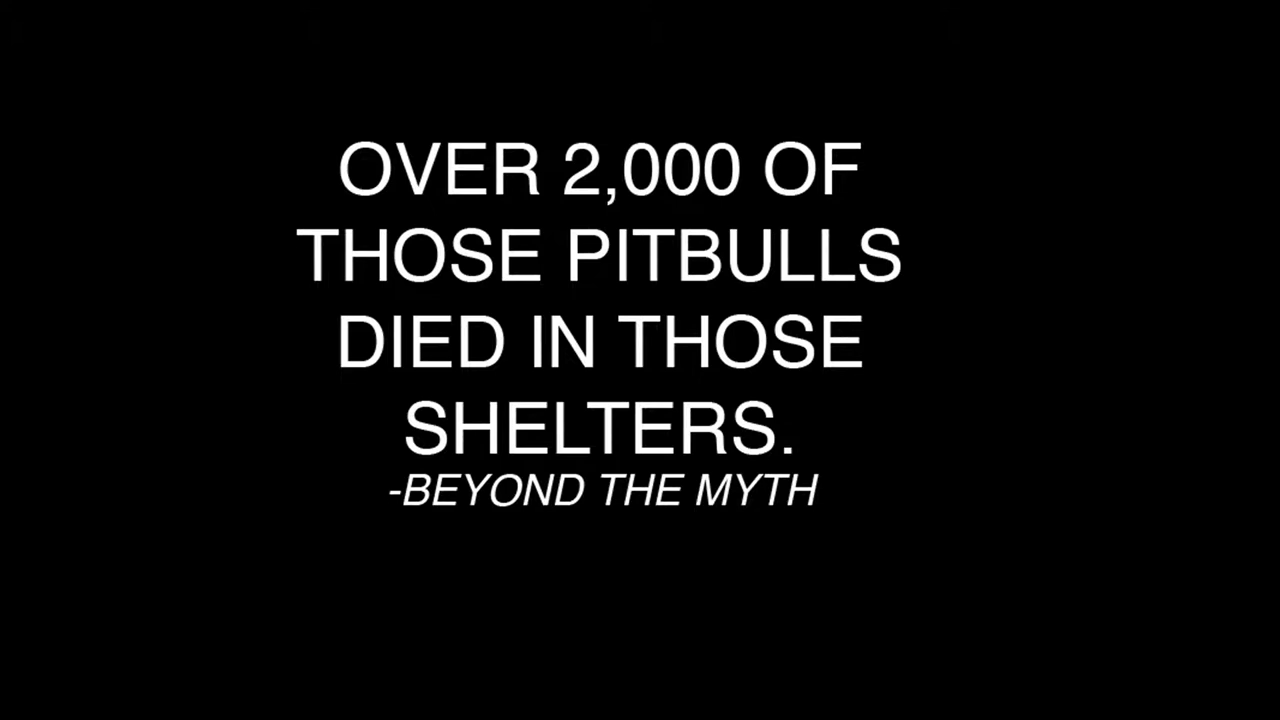 OVER 2,000 OF
THOSE PITBULLS
DIED IN THOSE
SHELTERS.
-BEYOND THE MYTH